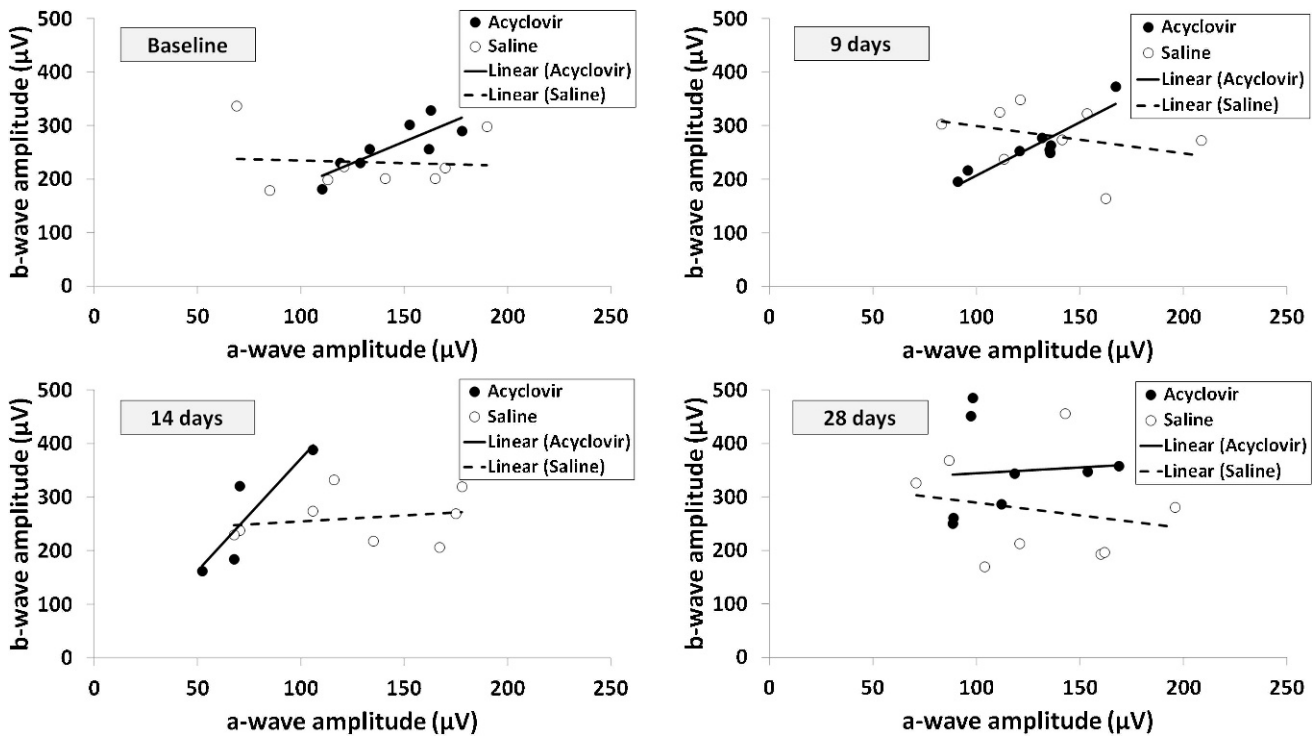 Baseline
Acyclovir
Saline
Linear (Acyclovir)
Linear (Saline)
b-wave amplitude (µV)
500
400
300
200
100
0
0 50 100 150 200 250
a-wave amplitude (µV)
9 days
Acyclovir
Saline
Linear (Acyclovir)
Linear (Saline)
b-wave amplitude (µV)
500
400
300
200
100
0
0 50 100 150 200 250
a-wave amplitude (µV)
14 days
Acyclovir
Saline
Linear (Acyclovir)
Linear (Saline)
b-wave amplitude (µV)
500
400
300
200
100
0
0 50 100 150 200 250
a-wave amplitude (µV)
28 days
Acyclovir
Saline
Linear (Acyclovir)
Linear (Saline)
b-wave amplitude (µV)
500
400
300
200
100
0
0 50 100 150 200 250
a-wave amplitude (µV)